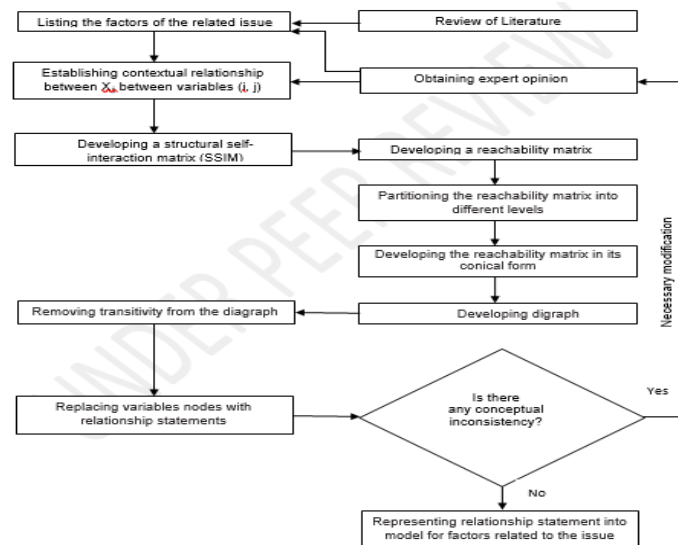 Listing the factors of the related issue
Review of Literature
Establishing contextual relationship
between Xij between variables (i, j)
Obtaining expert opinion
Developing a structural self-
interaction matrix (SSIM)
Developing a reachability matrix
Partitioning the reachability matrix into
different levels
Developing the reachability matrix in its
conical form
Necessary modification
Removing transitivity from the diagraph
Developing digraph
Replacing variables nodes with
relationship statements
Is there
any conceptual
inconsistency?
Yes
No
Representing relationship statement into
model for factors related to the issue
UNDER PEER REVIEW